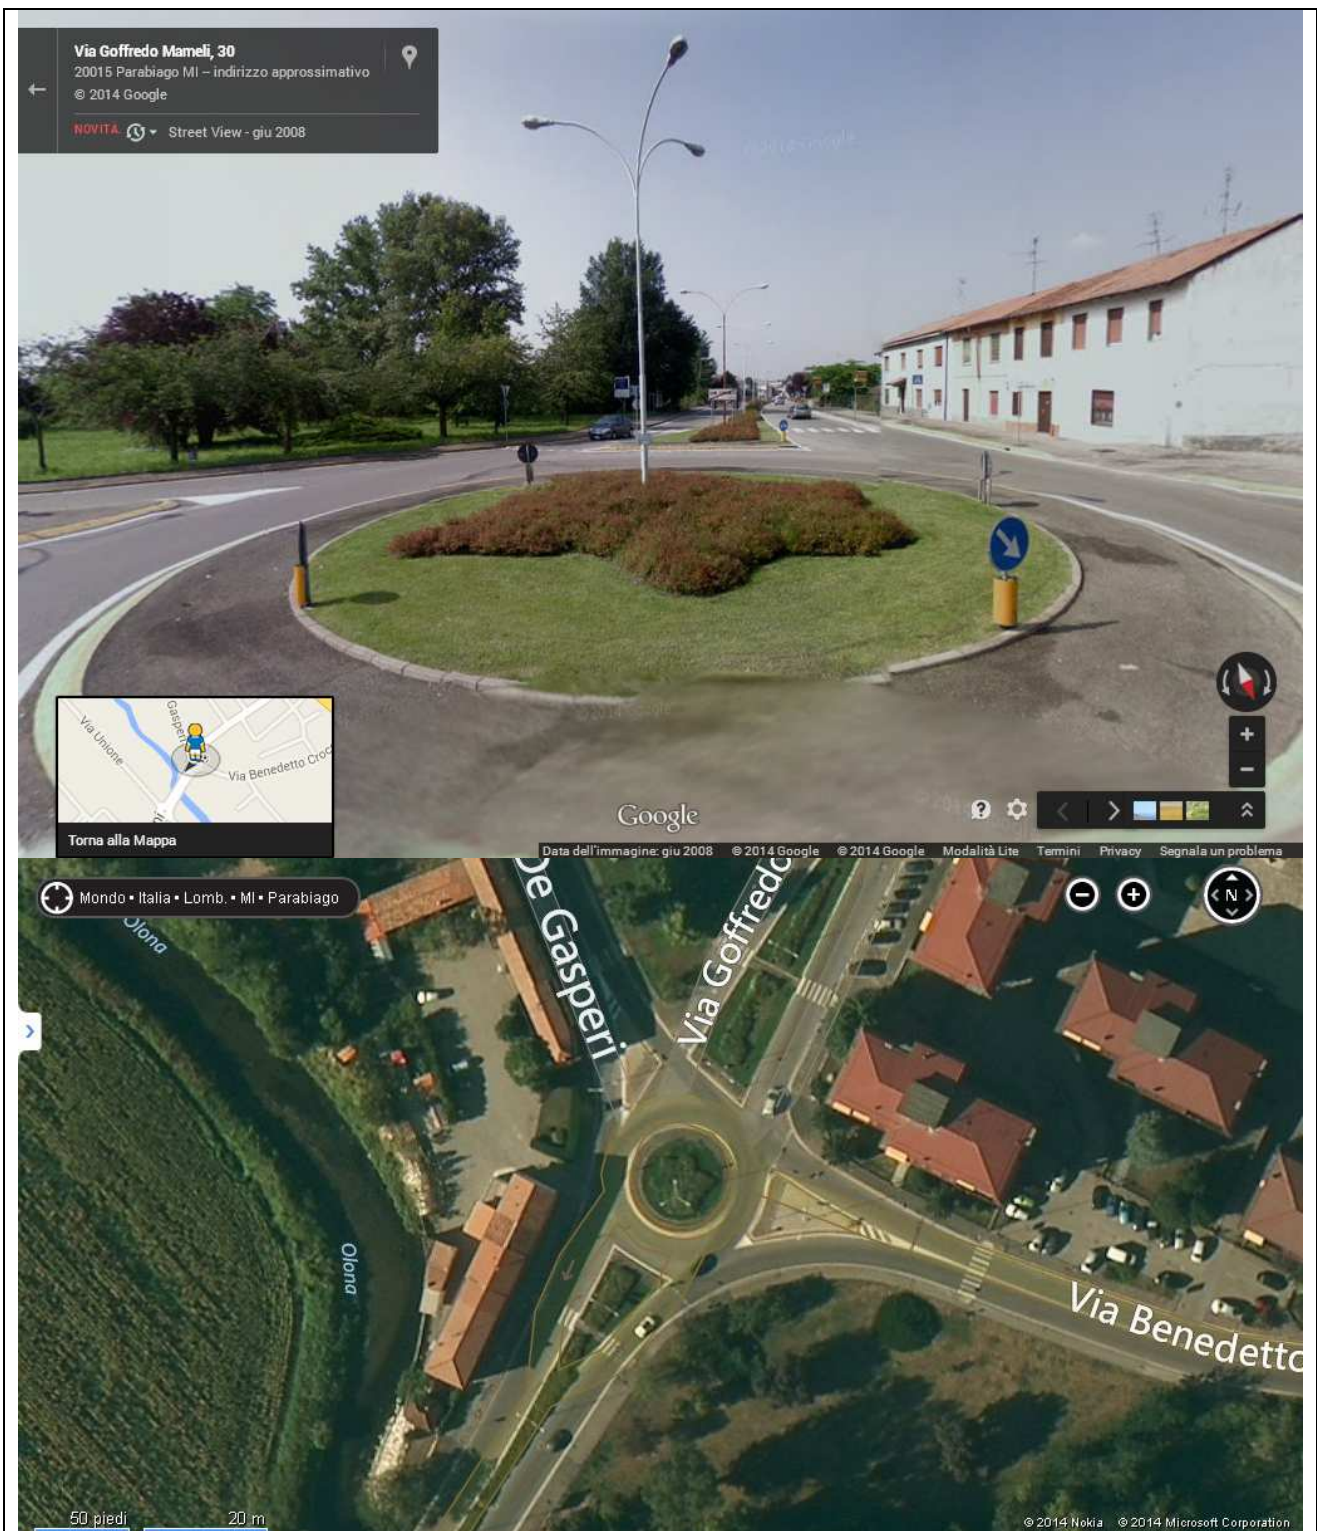 Via Goffredo Mameli, 30
20015 Parabiago MI – indirizzo approssimativo
© 2014 Google
NOVITÀ. Street View - giu 2008
Via Unione
Gasperi
Via Benedetto Croc
Torna alla Mappa
Google
Data dell'immagine: giu 2008 © 2014 Google © 2014 Google Modalità Lite Termini Privacy Segnala un problema
Mondo • Italia • Lomb. • MI • Parabiago
N
Olona
De Gasperi
Via Goffredo
Olona
Via Benedetto
50 piedi 20 m
© 2014 Nokia © 2014 Microsoft Corporation